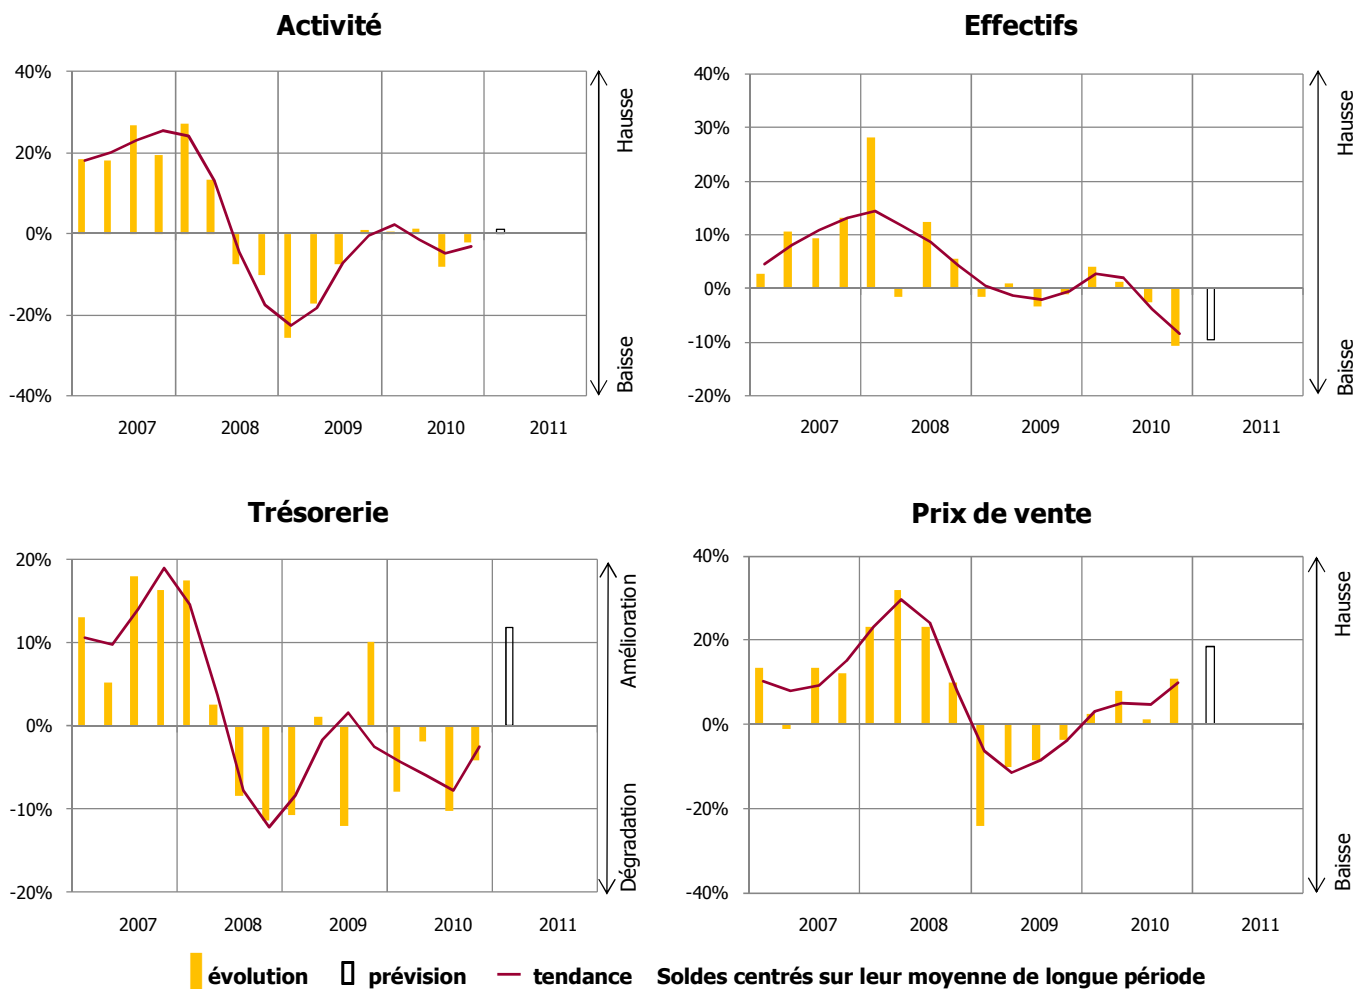 Activité
40%
20%
0%
-20%
-40%
2007 2008 2009 2010 2011
Hausse
Baisse
Effectifs
40%
30%
20%
10%
0%
-10%
-20%
2007 2008 2009 2010 2011
Hausse
Baisse
Trésorerie
20%
10%
0%
-10%
-20%
2007 2008 2009 2010 2011
Amélioration
Dégradation
Prix de vente
40%
20%
0%
-20%
-40%
2007 2008 2009 2010 2011
Hausse
Baisse
évolution prévision tendance Soldes centrés sur leur moyenne de longue période